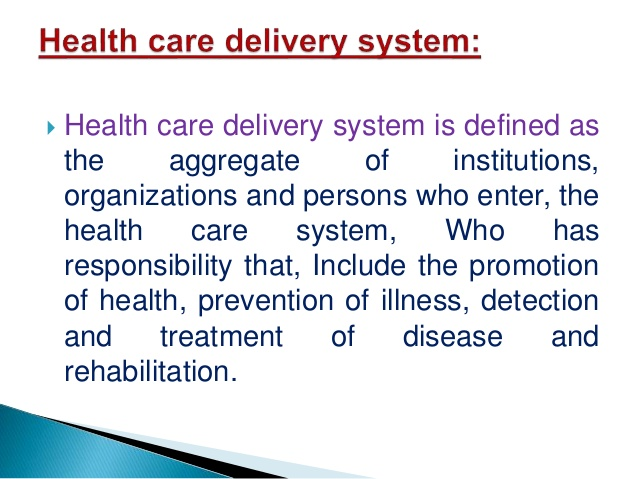 Health care delivery system:
Health care delivery system is defined as
the aggregate of institutions,
organizations and persons who enter, the
health care system, Who has
responsibility that, Include the promotion
of health, prevention of illness, detection
and treatment of disease and
rehabilitation.